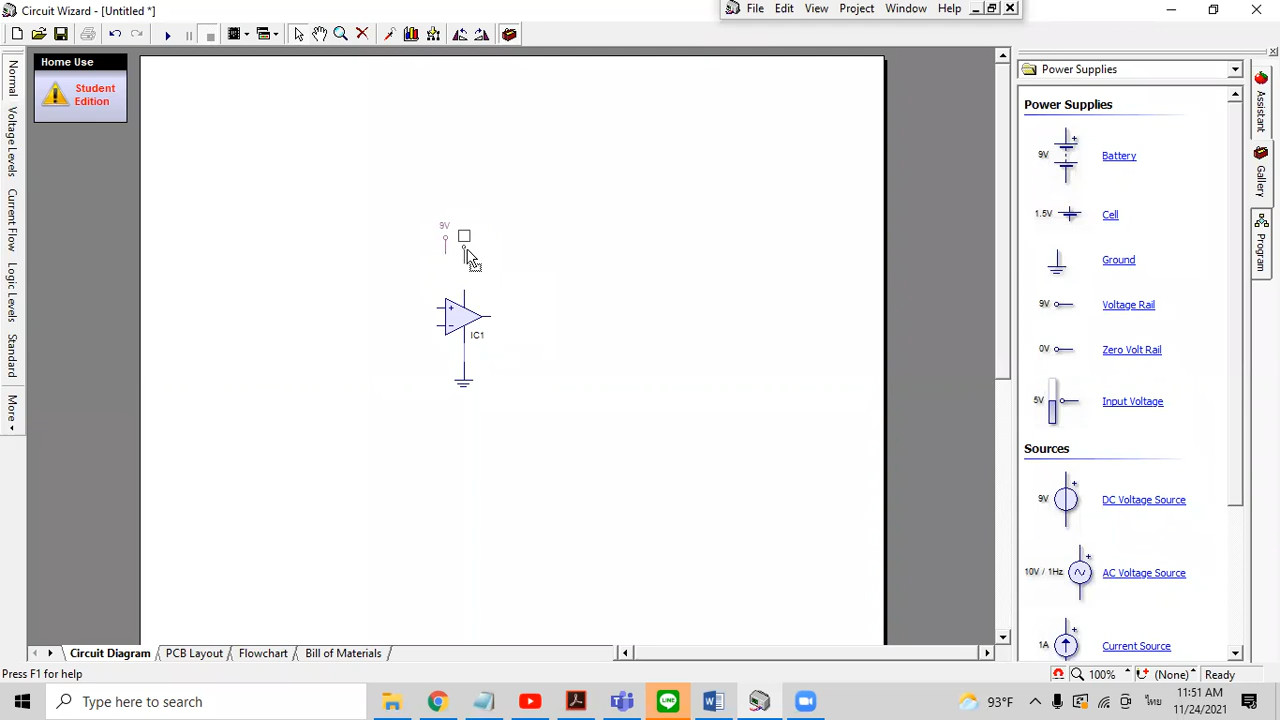 Circuit Wizard - [Untitled *]
File Edit View Project Window Help
Home Use
Student
Edition
Normal
Voltage Levels
Current Flow
Logic Levels
Standard
More
9V
IC1
Power Supplies
Power Supplies
9V Battery
1.5V Cell
Ground
9V Voltage Rail
0V Zero Volt Rail
5V Input Voltage
Sources
9V DC Voltage Source
10V / 1Hz AC Voltage Source
1A Current Source
Assistant
Gallery
Program
Circuit Diagram PCB Layout Flowchart Bill of Materials
Press F1 for help
100% (None) Ready
Type here to search
93°F ไทย 11:51 AM
11/24/2021